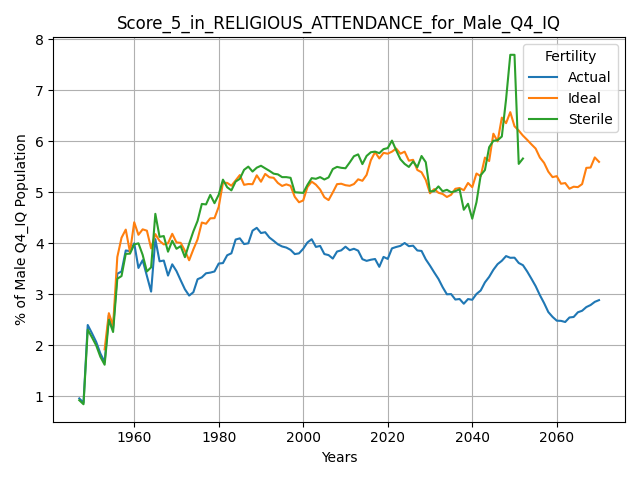 Score_5_in_RELIGIOUS_ATTENDANCE_for_Male_Q4_IQ
8
7
6
5
4
3
2
1
% of Male Q4_IQ Population
Fertility
Actual
Ideal
Sterile
1960 1980 2000 2020 2040 2060
Years